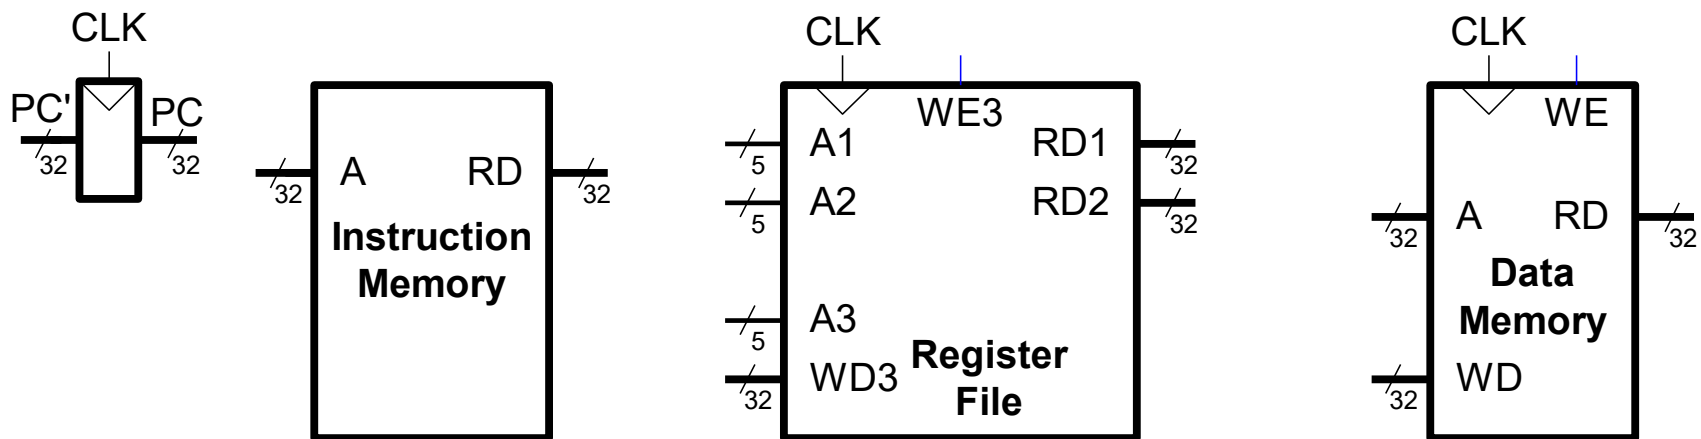 CLK
PC'
PC
32
32
A
RD
32
32
Instruction
Memory
CLK
WE3
A1
RD1
5
32
A2
RD2
5
32
A3
5
WD3
32
Register
File
CLK
WE
A
RD
32
32
Data
Memory
WD
32